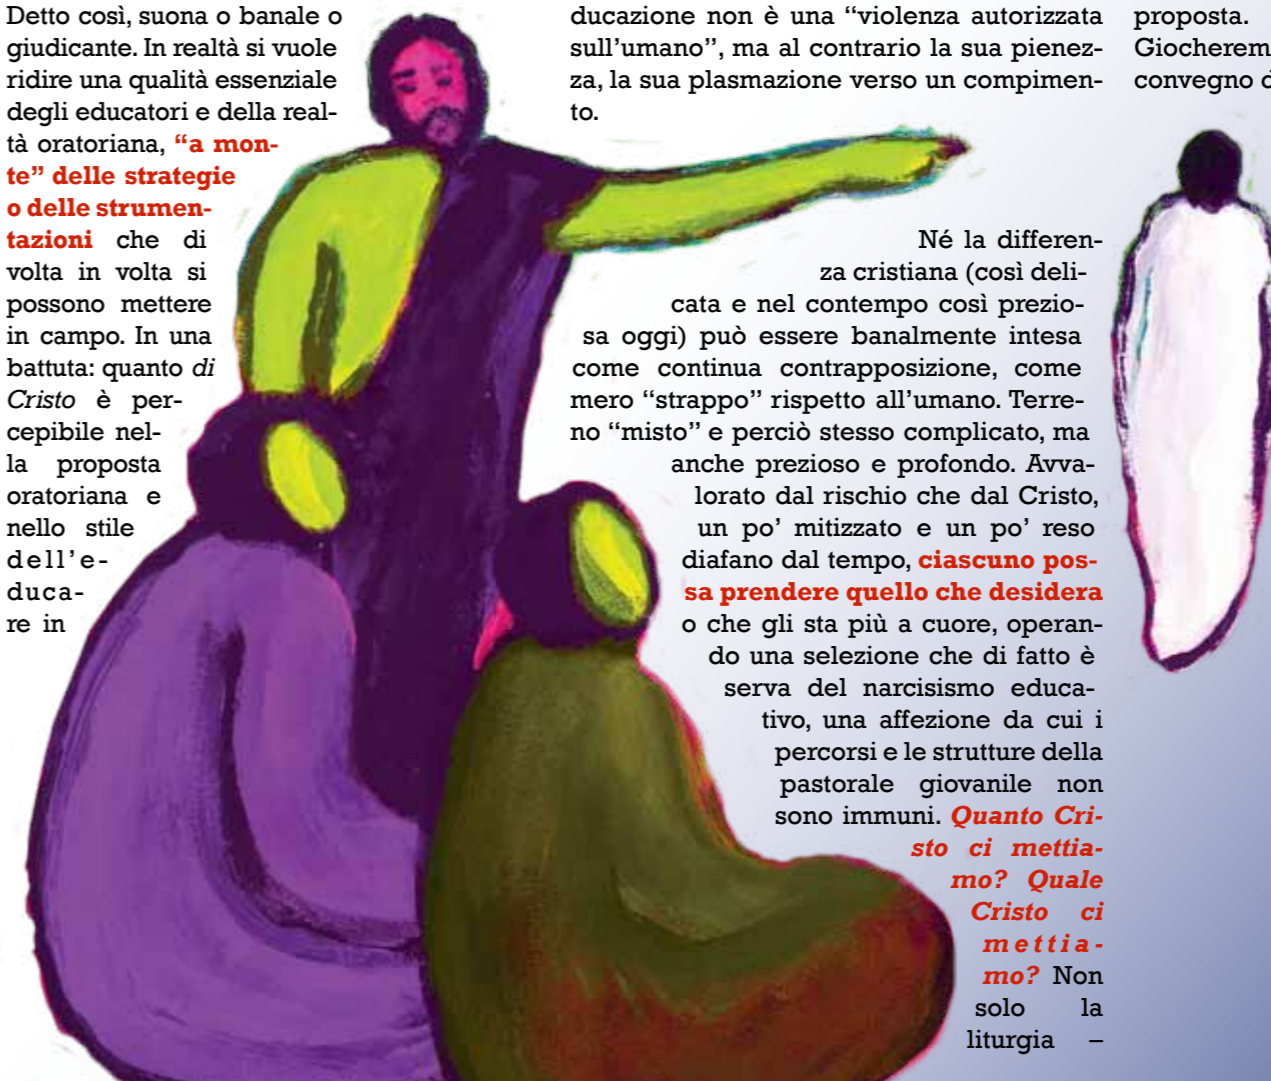 Detto così, suona o banale o
giudicante. In realtà si vuole
ridire una qualità essenziale
degli educatori e della real-
tà oratoriana, “a mon-
te” delle strategie
o delle strumen-
tazioni che di
volta in volta si
possono mettere
in campo. In una
battuta: quanto di
Cristo è per-
cepibile nel-
la proposta
oratoriana e
nello stile
dell’e-
duca-
re in
ducazione non è una “violenza autorizzata
sull’umano”, ma al contrario la sua pienez-
za, la sua plasmazione verso un compimen-
to.
Né la differen-
za cristiana (così deli-
cata e nel contempo così prezio-
sa oggi) può essere banalmente intesa
come continua contrapposizione, come
mero “strappo” rispetto all’umano. Terre-
no “misto” e perciò stesso complicato, ma
anche prezioso e profondo. Avva-
lorato dal rischio che dal Cristo,
un po’ mitizzato e un po’ reso
diafano dal tempo, ciascuno pos-
sa prendere quello che desidera
o che gli sta più a cuore, operan-
do una selezione che di fatto è
serva del narcisismo educa-
tivo, una affezione da cui i
percorsi e le strutture della
pastorale giovanile non
sono immuni. Quanto Cri-
sto ci mettia-
mo? Quale
Cristo ci
mettia-
mo? Non
solo la
liturgia –
proposta.
Giocherem
convegno d